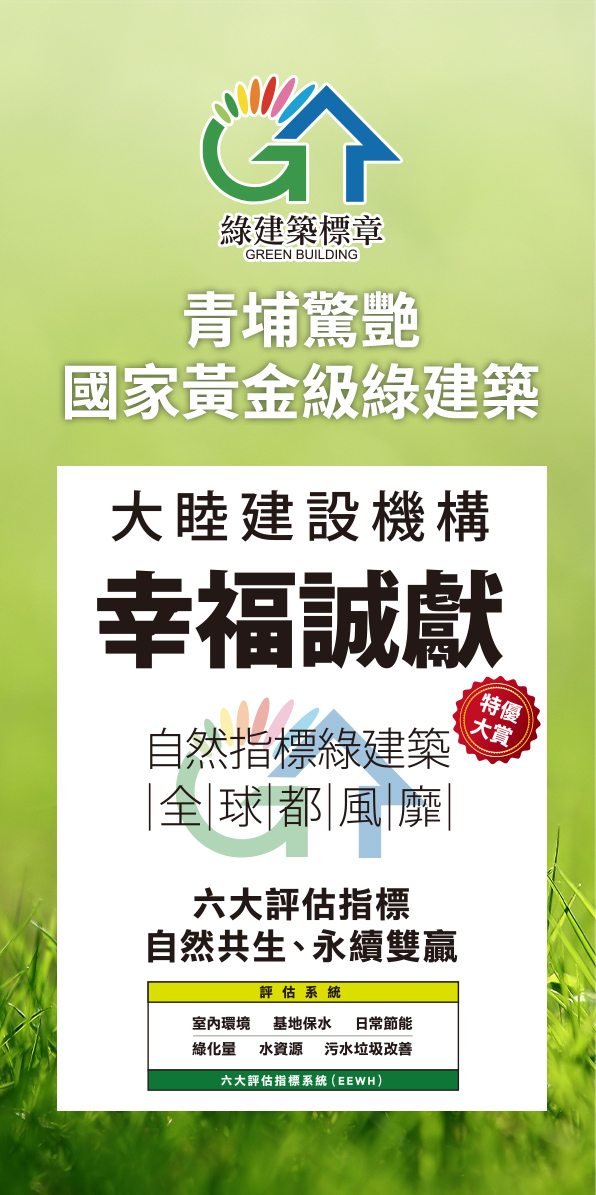 綠建築標章
GREEN BUILDING
青埔驚艷
國家黃金級綠建築
大睦建設機構
幸福誠獻
特優
大賞
自然指標綠建築
|全|球|都|風|靡|
六大評估指標
自然共生、永續雙贏
評估系統
室內環境 基地保水 日常節能
綠化量 水資源 污水垃圾改善
六大評估指標系統(EEWH)